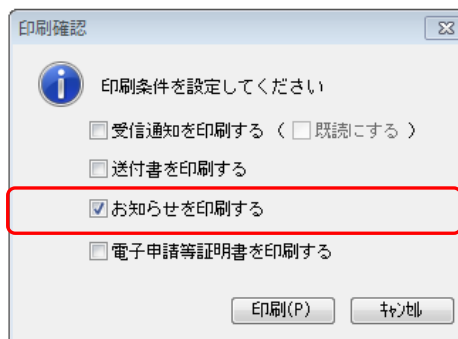 印刷確認
印刷条件を設定してください
受信通知を印刷する ( 既読にする )
送付書を印刷する
お知らせを印刷する
電子申請等証明書を印刷する
印刷(P) ｷｬﾝｾﾙ